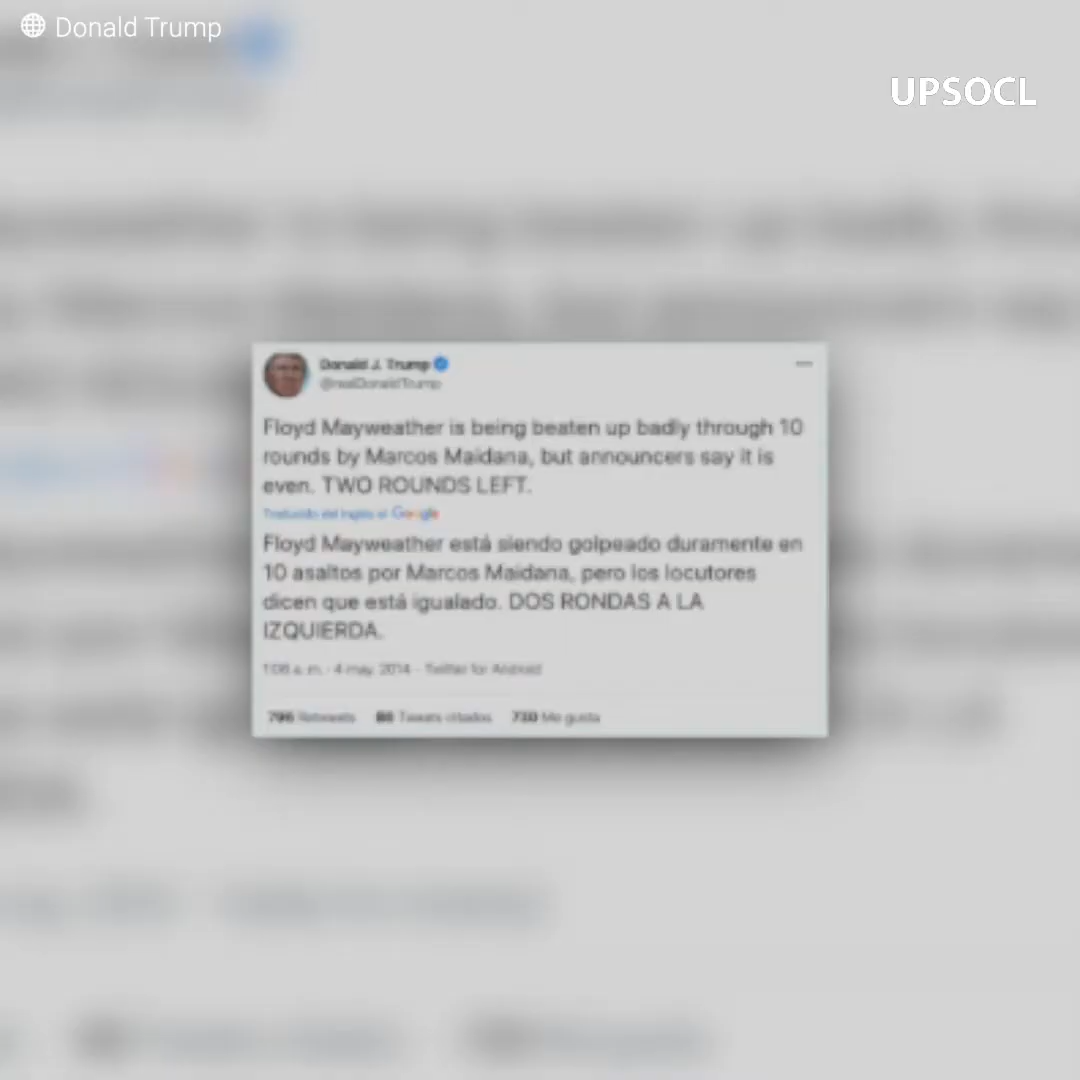 Donald Trump
UPSOCL
Donald J. Trump
@realDonaldTrump
Floyd Mayweather is being beaten up badly through 10
rounds by Marcos Maidana, but announcers say it is
even. TWO ROUNDS LEFT.
Traducido del inglés al Google
Floyd Mayweather está siendo golpeado duramente en
10 asaltos por Marcos Maidana, pero los locutores
dicen que está igualado. DOS RONDAS A LA
IZQUIERDA.
1:08 a. m. · 4 may. 2014 · Twitter for Android
796 Retweets Tweets citados Me gusta